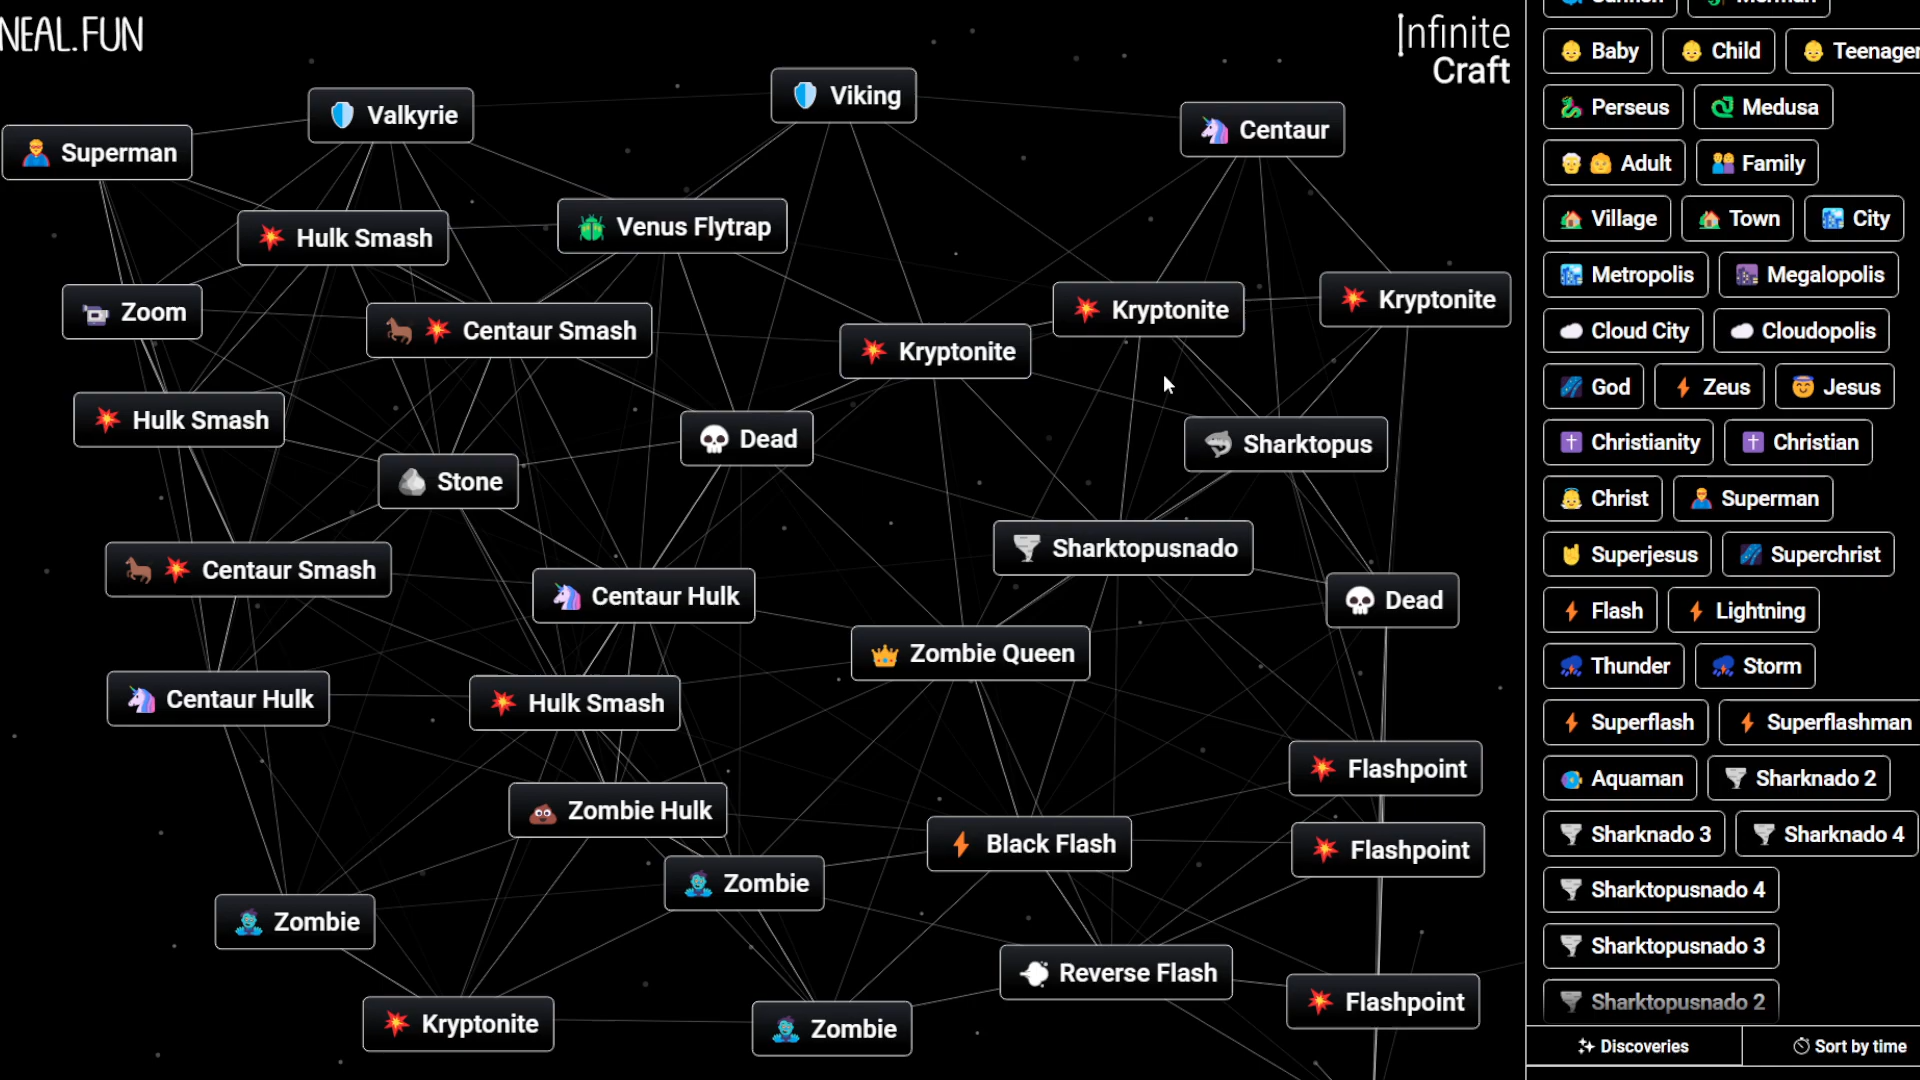 NEAL.FUN
Infinite
Craft
Valkyrie
Viking
Centaur
Superman
Hulk Smash
Venus Flytrap
Zoom
Centaur Smash
Kryptonite
Kryptonite
Kryptonite
Hulk Smash
Dead
Sharktopus
Stone
Sharktopusnado
Centaur Smash
Centaur Hulk
Dead
Zombie Queen
Centaur Hulk
Hulk Smash
Flashpoint
Zombie Hulk
Black Flash
Flashpoint
Zombie
Zombie
Reverse Flash
Flashpoint
Kryptonite
Zombie
Merman
Baby Child Teenager
Perseus Medusa
Adult Family
Village Town City
Metropolis Megalopolis
Cloud City Cloudopolis
God Zeus Jesus
Christianity Christian
Christ Superman
Superjesus Superchrist
Flash Lightning
Thunder Storm
Superflash Superflashman
Aquaman Sharknado 2
Sharknado 3 Sharknado 4
Sharktopusnado 4
Sharktopusnado 3
Sharktopusnado 2
Discoveries Sort by time